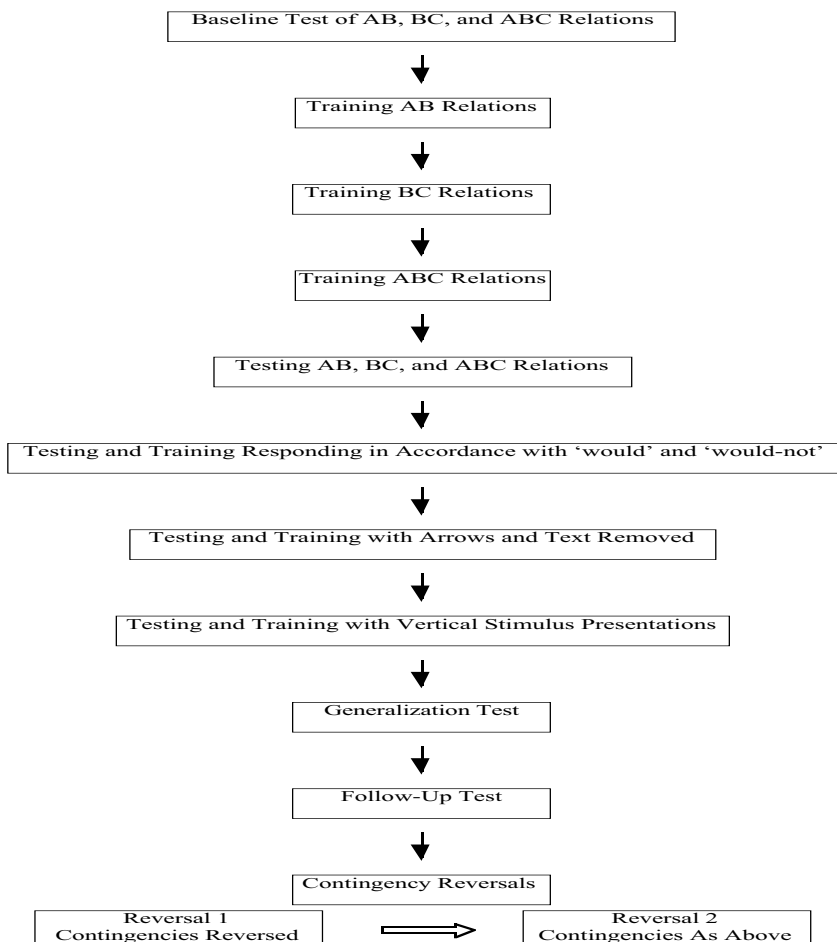 Baseline Test of AB, BC, and ABC Relations
Training AB Relations
Training BC Relations
Training ABC Relations
Testing AB, BC, and ABC Relations
Testing and Training Responding in Accordance with ‘would’ and ‘would-not’
Testing and Training with Arrows and Text Removed
Testing and Training with Vertical Stimulus Presentations
Generalization Test
Follow-Up Test
Contingency Reversals
Reversal 1
Contingencies Reversed
Reversal 2
Contingencies As Above